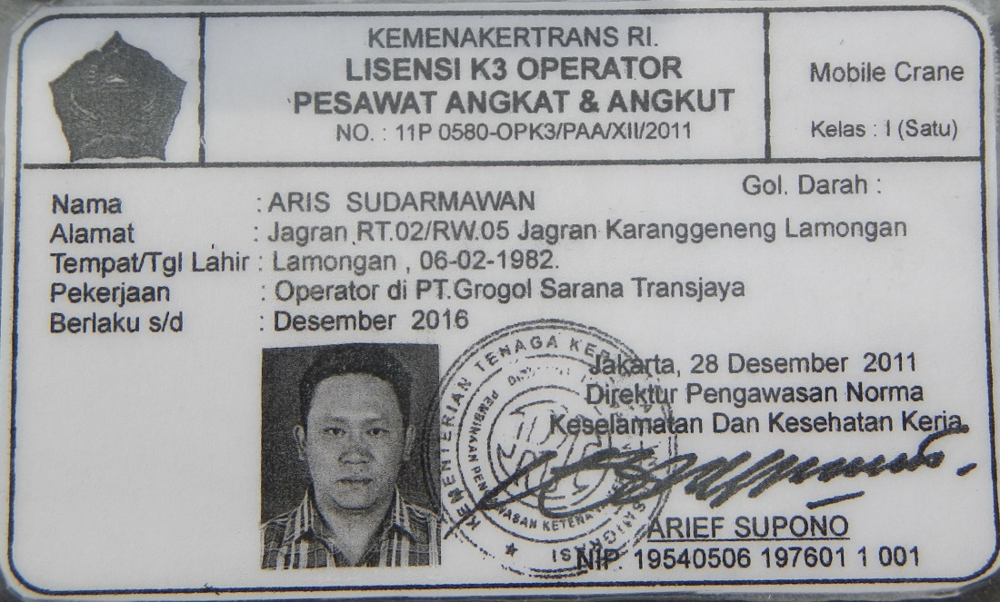 KEMENAKERTRANS RI.
LISENSI K3 OPERATOR
PESAWAT ANGKAT & ANGKUT
NO. : 11P 0580-OPK3/PAA/XII/2011
Mobile Crane
Kelas : I (Satu)
Gol. Darah :
Nama : ARIS SUDARMAWAN
Alamat : Jagran RT.02/RW.05 Jagran Karanggeneng Lamongan
Tempat/Tgl Lahir : Lamongan , 06-02-1982.
Pekerjaan : Operator di PT.Grogol Sarana Transjaya
Berlaku s/d : Desember 2016
Jakarta, 28 Desember 2011
Direktur Pengawasan Norma
Keselamatan Dan Kesehatan Kerja
KEMENTERIAN TENAGA
ARIEF SUPONO
NIP 19540506 197601 1 001